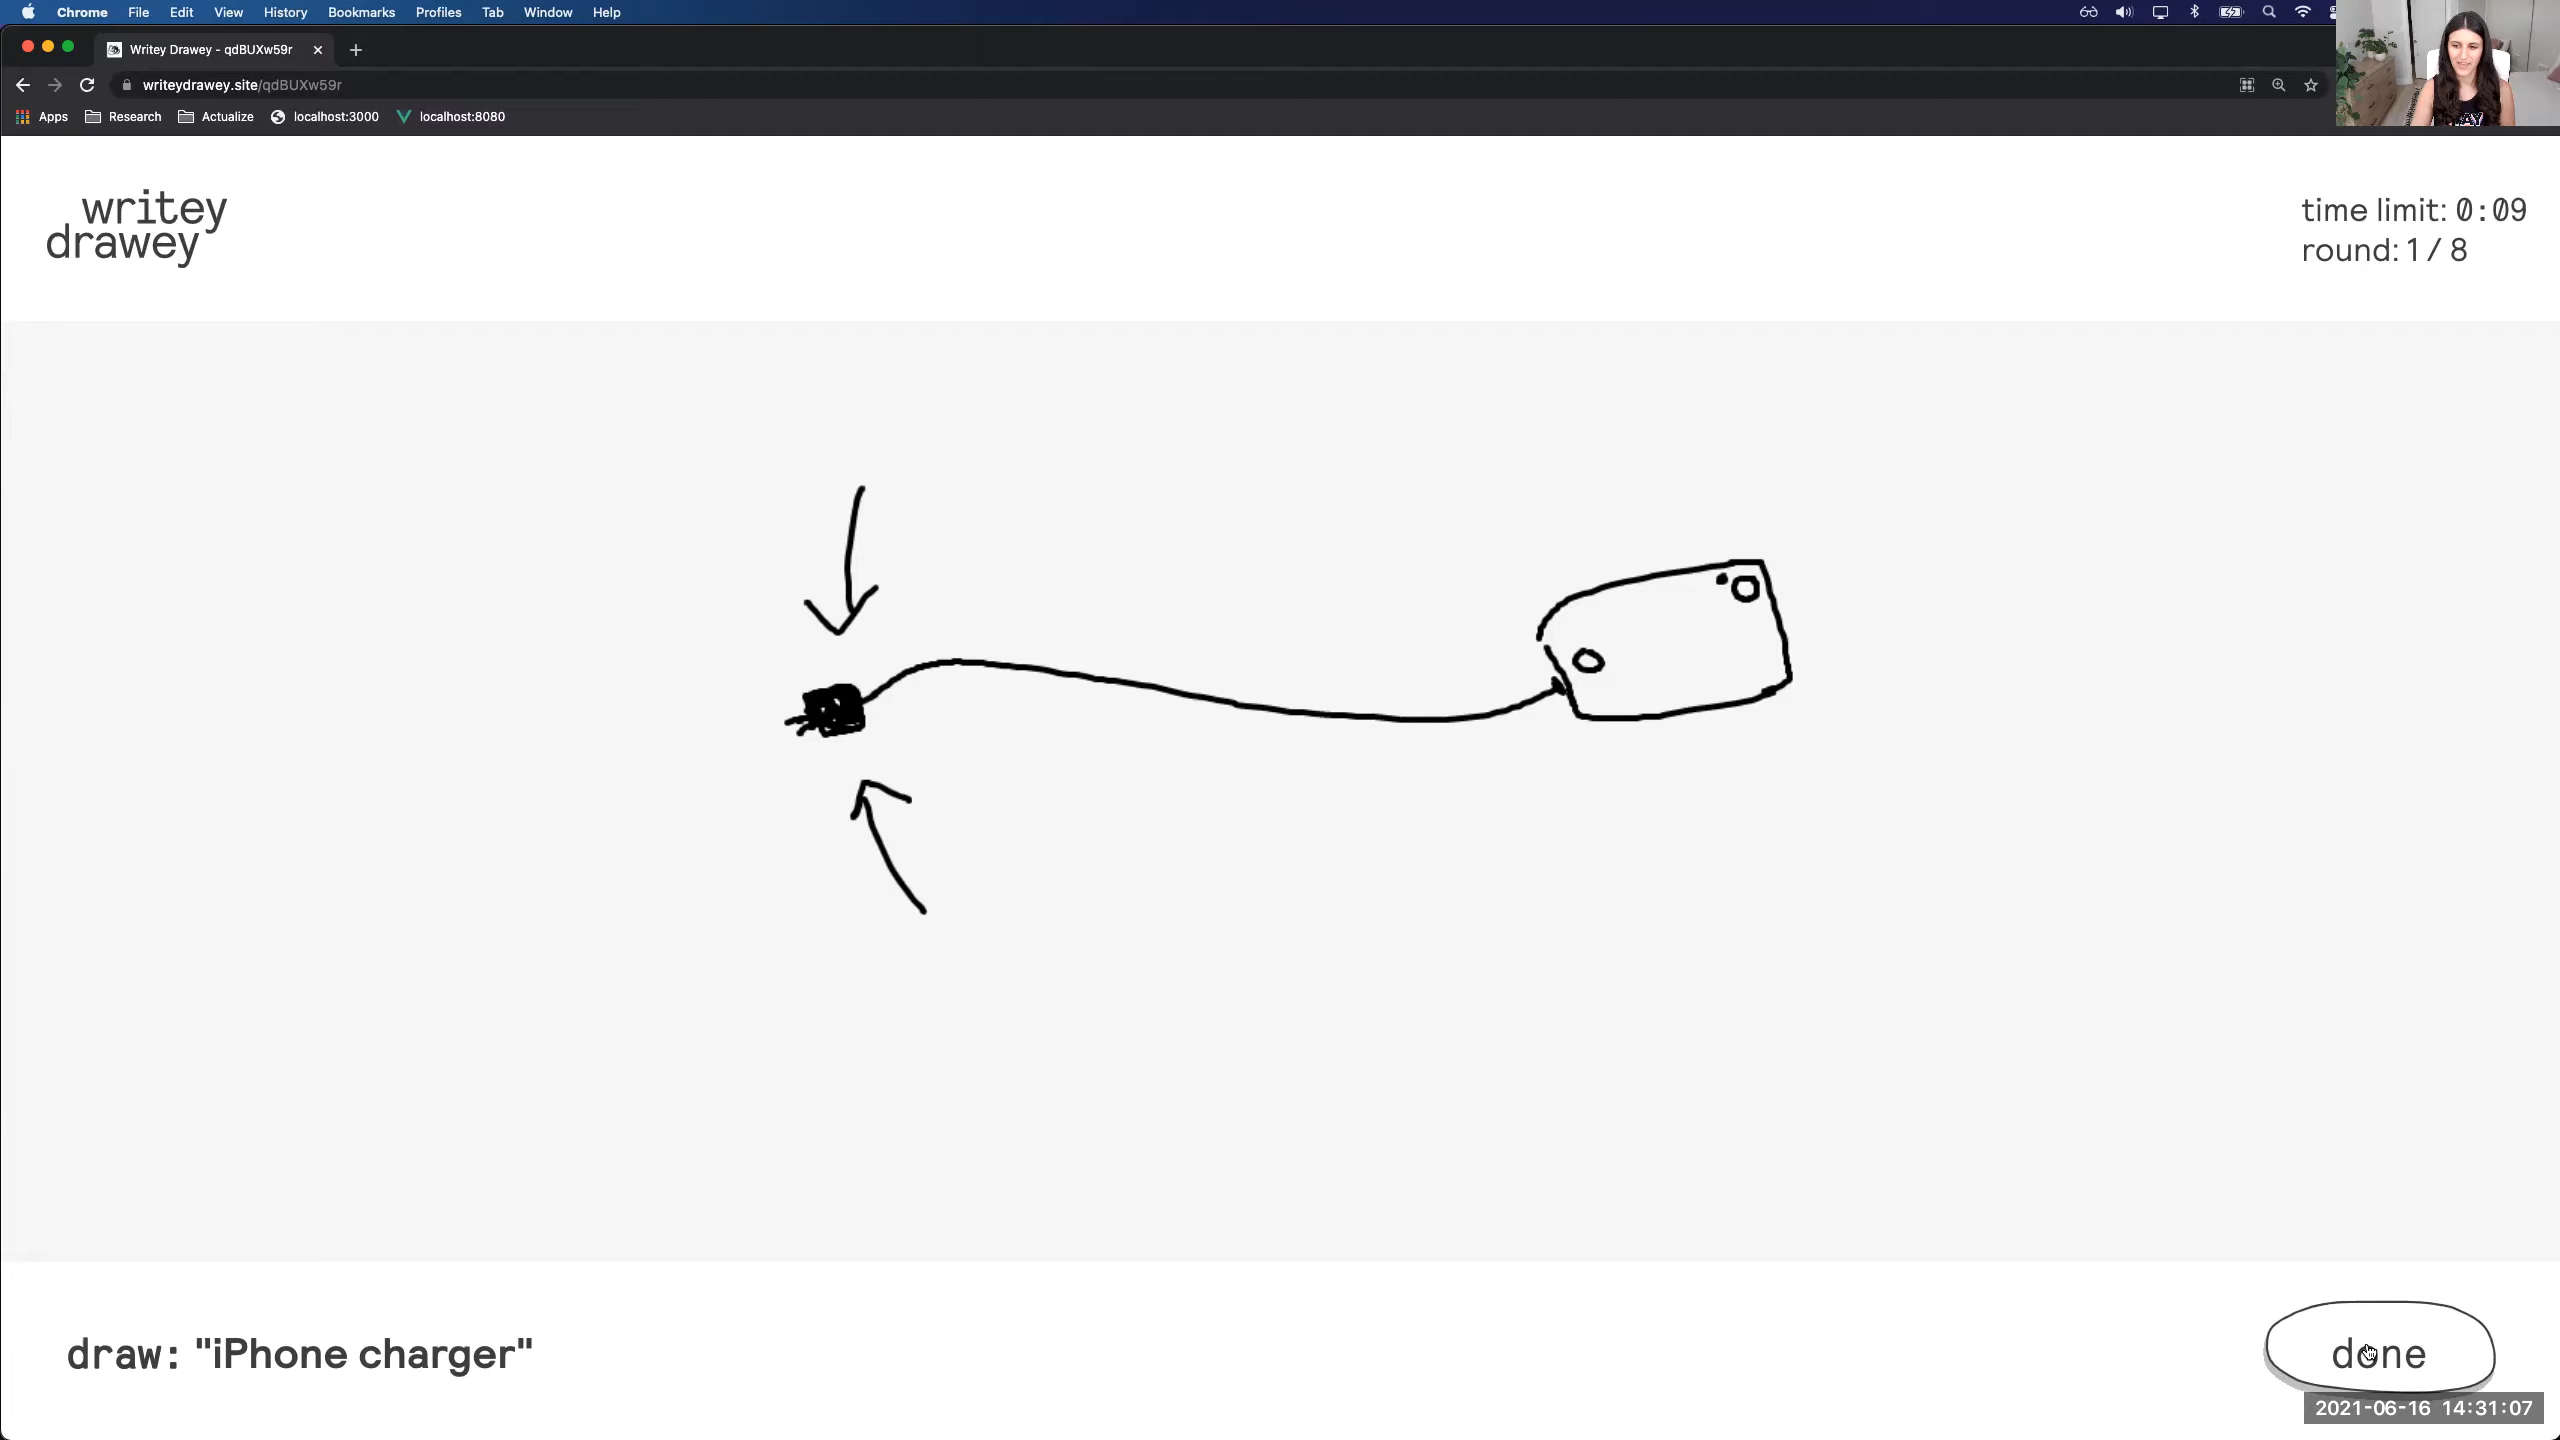 Chrome File Edit View History Bookmarks Profiles Tab Window Help
Writey Drawey - qdBUXw59r
writeydrawey.site/qdBUXw59r
Apps Research Actualize localhost:3000 localhost:8080
writey
drawey
time limit: 0:09
round: 1 / 8
draw: "iPhone charger"
done
2021-06-16 14:31:07